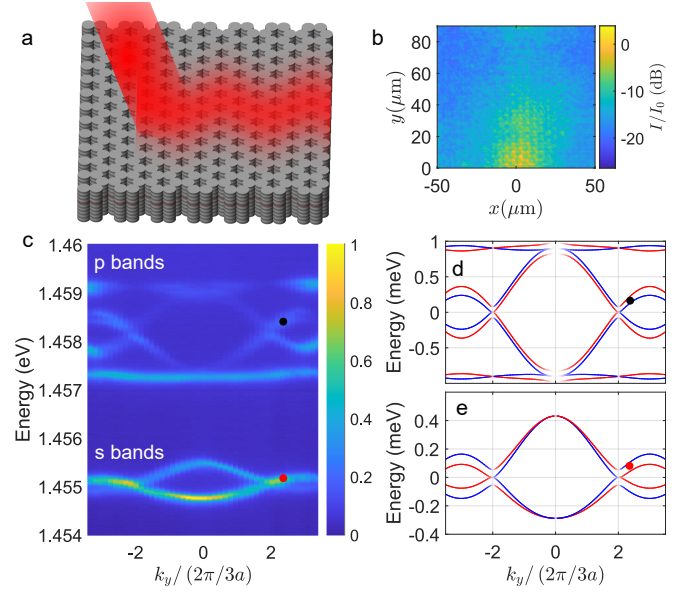 a
b
80
60
40
20
0
y(μm)
-50
0
50
x(μm)
0
-10
-20
I/I₀ (dB)
c
p bands
s bands
1.46
1.459
1.458
1.457
1.456
1.455
1.454
Energy (eV)
-2
0
2
k_y/ (2π/3a)
1
0.8
0.6
0.4
0.2
0
d
1
0.5
0
-0.5
Energy (meV)
e
0.4
0.2
0
-0.2
-0.4
Energy (meV)
-2
0
2
k_y/ (2π/3a)